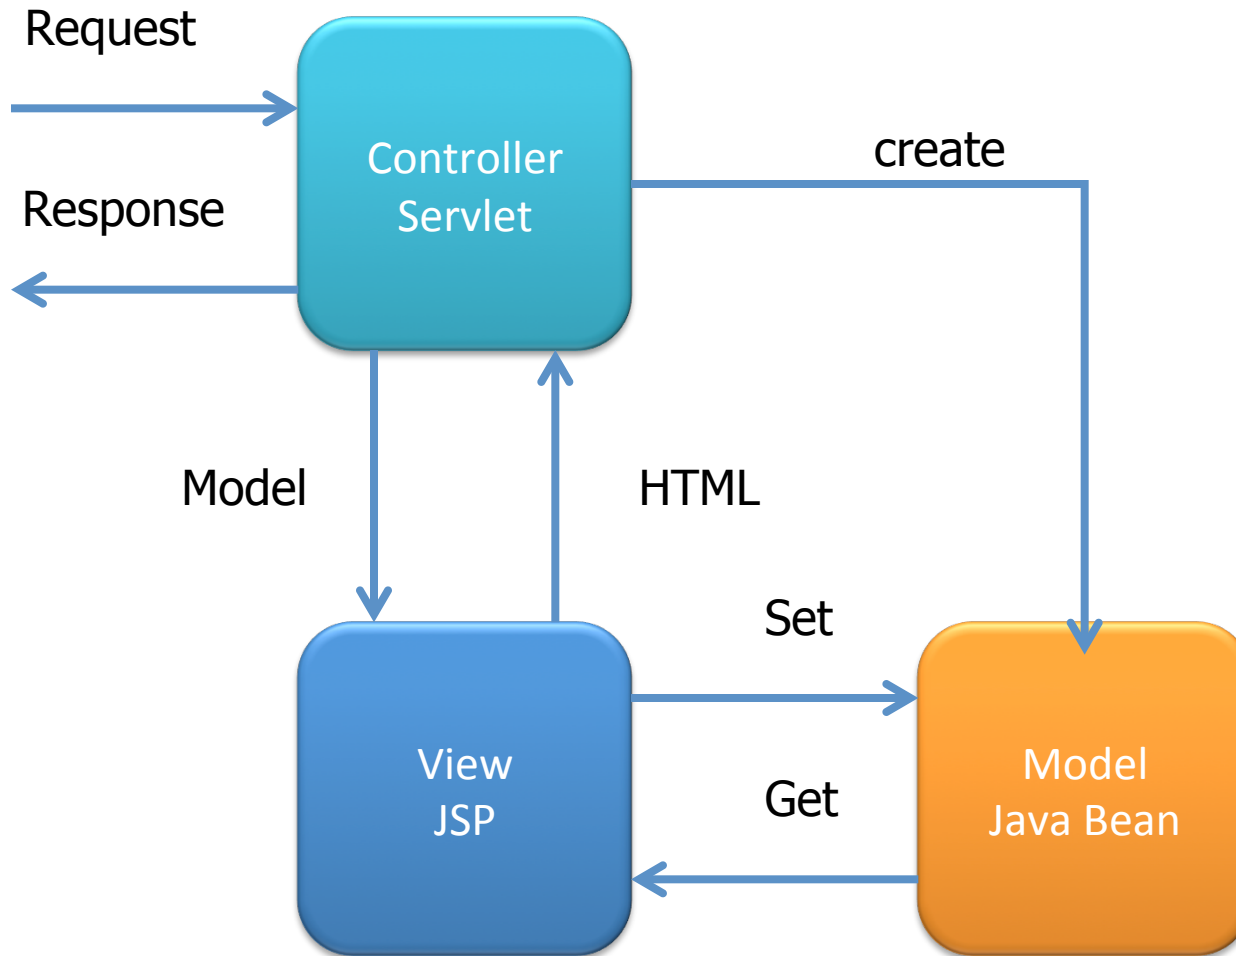 Request
Controller
Servlet
create
Response
Model
HTML
Set
View
JSP
Get
Model
Java Bean